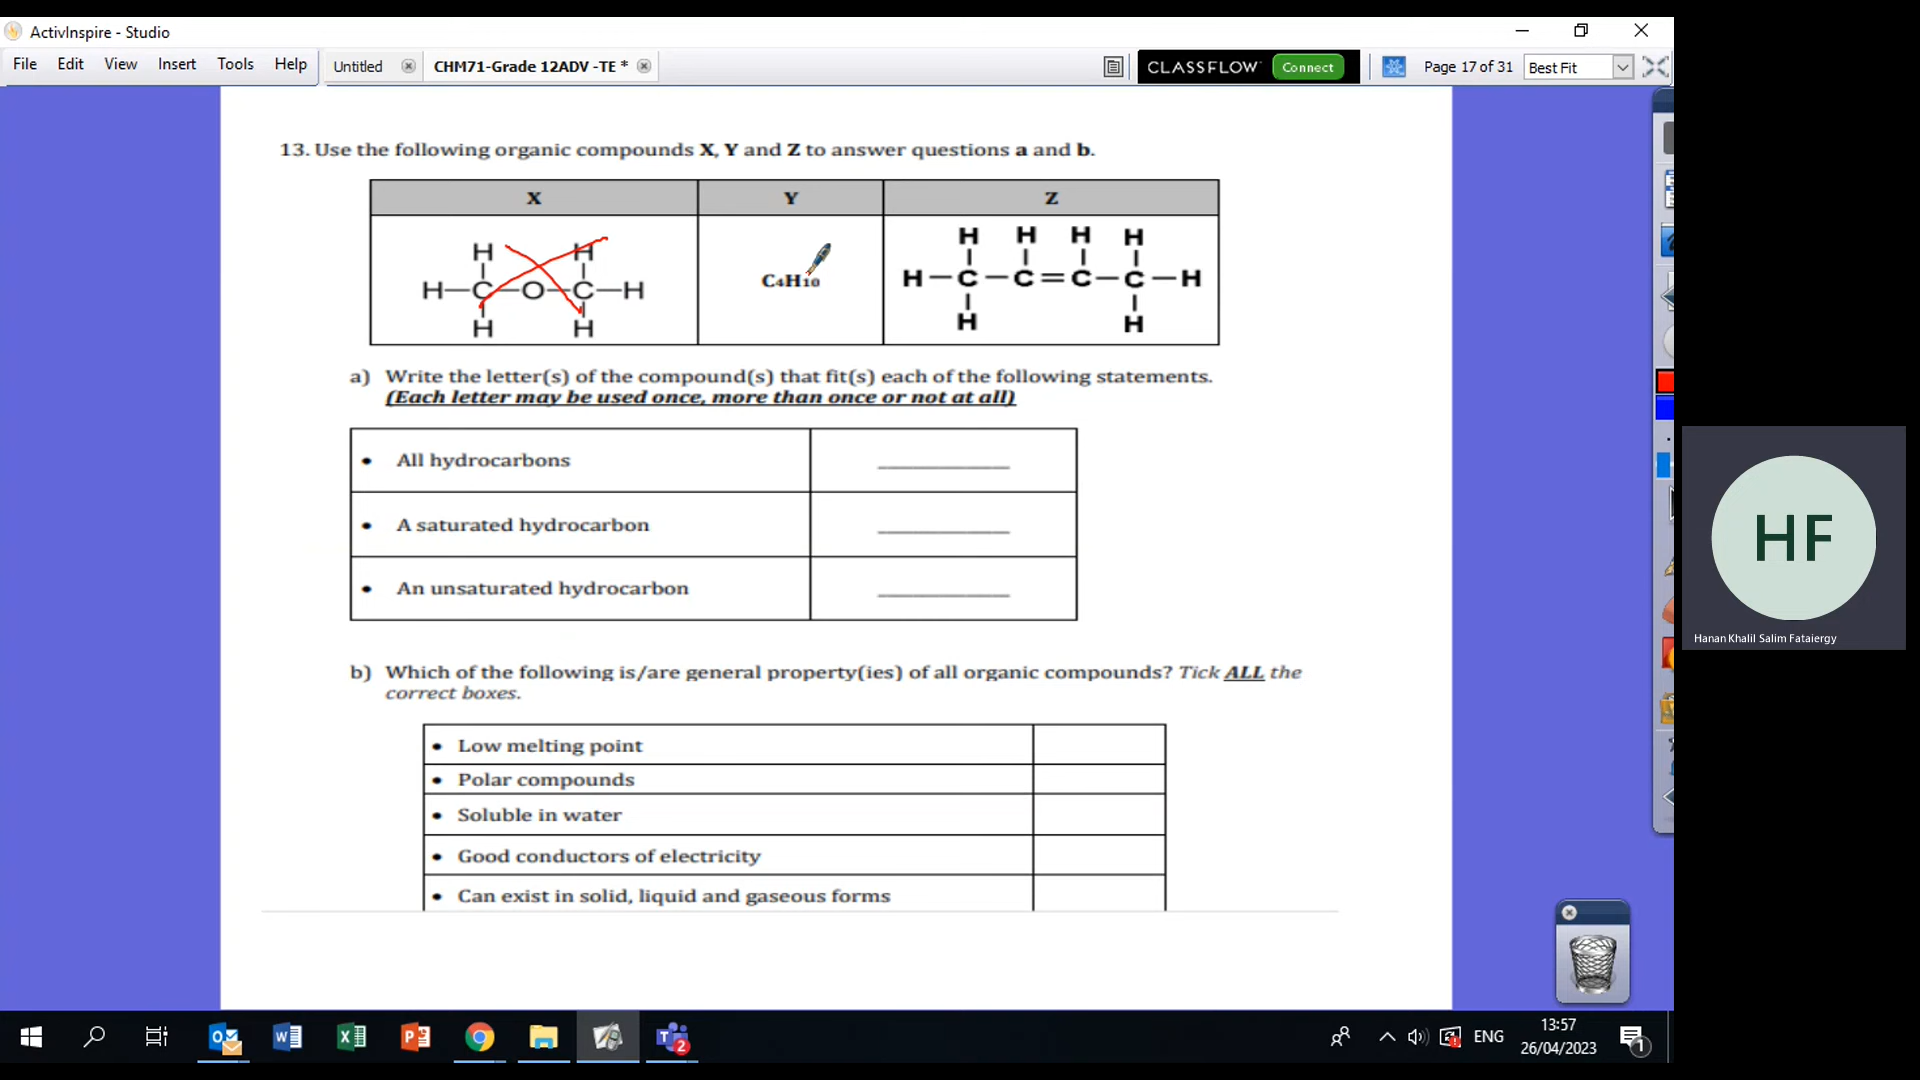 ActivInspire - Studio
File Edit View Insert Tools Help
Untitled
CHM71-Grade 12ADV -TE *
CLASSFLOW Connect
Page 17 of 31
Best Fit
13. Use the following organic compounds X, Y and Z to answer questions a and b.
X Y Z
H H
H—C—O—C—H
H H
C₄H₁₀
H H H H
H—C—C=C—C—H
H H
a) Write the letter(s) of the compound(s) that fit(s) each of the following statements.
(Each letter may be used once, more than once or not at all)
• All hydrocarbons ____________
• A saturated hydrocarbon ____________
• An unsaturated hydrocarbon ____________
b) Which of the following is/are general property(ies) of all organic compounds? Tick ALL the
correct boxes.
• Low melting point
• Polar compounds
• Soluble in water
• Good conductors of electricity
• Can exist in solid, liquid and gaseous forms
HF
Hanan Khalil Salim Fataiergy
2
ENG
13:57
26/04/2023
1